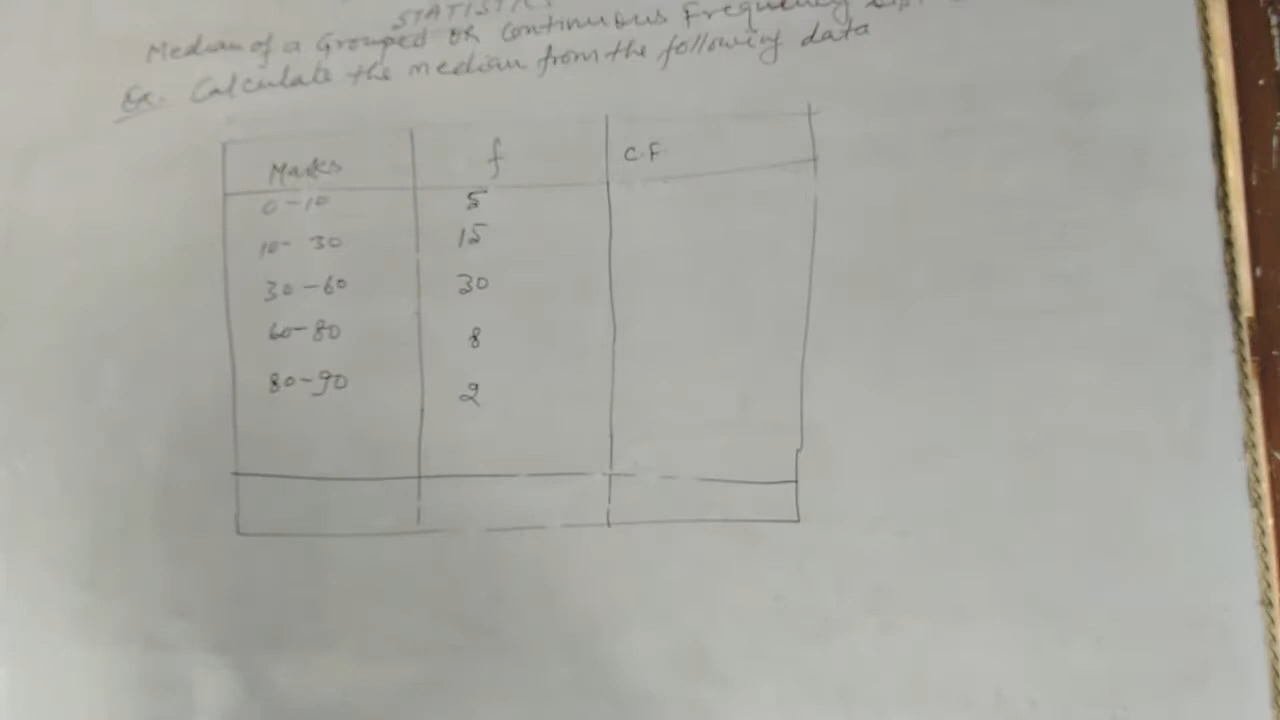 STATISTICS
Median of a Grouped or Continuous Frequency
Ex. Calculate the median from the following data
Marks f C.F
0-10 5
10-30 15
30-60 30
60-80 8
80-90 2